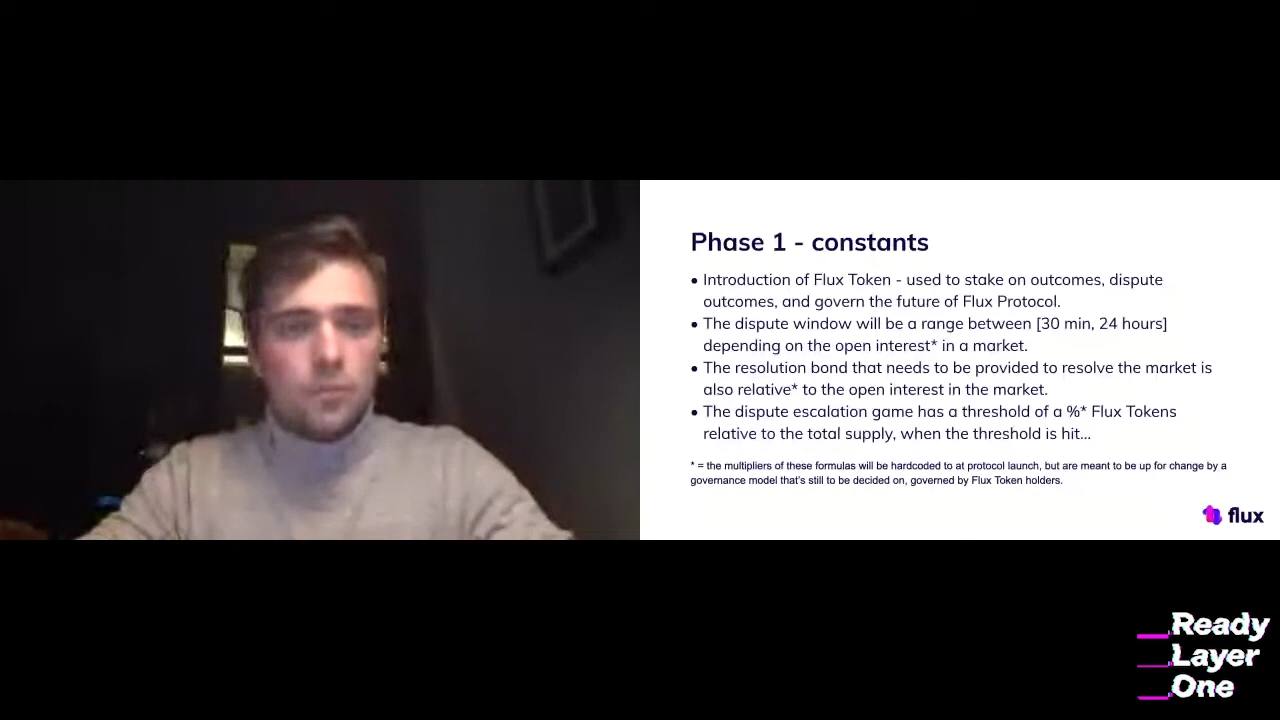 Phase 1 - constants
• Introduction of Flux Token - used to stake on outcomes, dispute
outcomes, and govern the future of Flux Protocol.
• The dispute window will be a range between [30 min, 24 hours]
depending on the open interest* in a market.
• The resolution bond that needs to be provided to resolve the market is
also relative* to the open interest in the market.
• The dispute escalation game has a threshold of a %* Flux Tokens
relative to the total supply, when the threshold is hit...
* = the multipliers of these formulas will be hardcoded to at protocol launch, but are meant to be up for change by a
governance model that's still to be decided on, governed by Flux Token holders.
flux
Ready
Layer
One